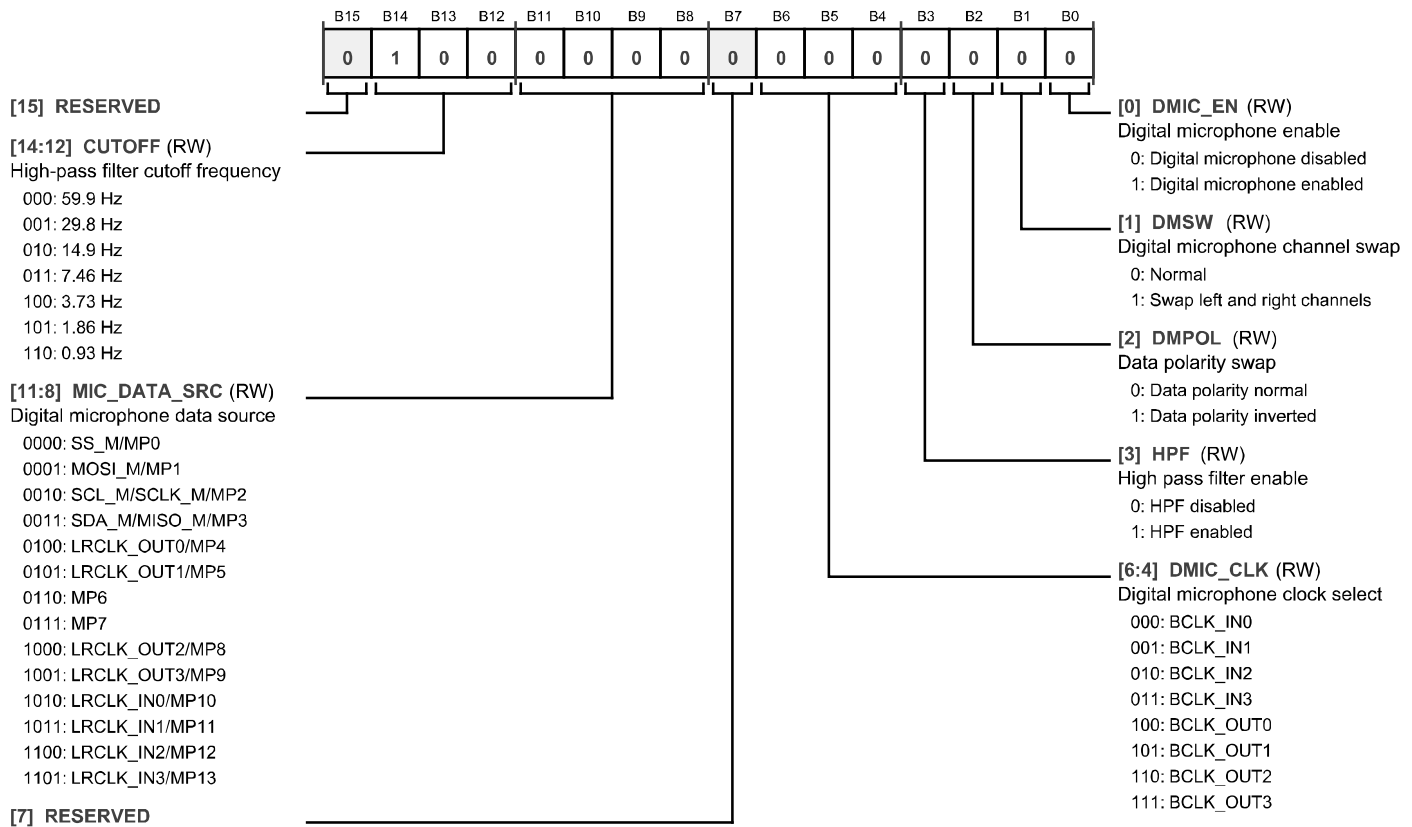 B15 B14 B13 B12 B11 B10 B9 B8 B7 B6 B5 B4 B3 B2 B1 B0
0 1 0 0 0 0 0 0 0 0 0 0 0 0 0 0
[15] RESERVED
[14:12] CUTOFF (RW)
High-pass filter cutoff frequency
000: 59.9 Hz
001: 29.8 Hz
010: 14.9 Hz
011: 7.46 Hz
100: 3.73 Hz
101: 1.86 Hz
110: 0.93 Hz
[11:8] MIC_DATA_SRC (RW)
Digital microphone data source
0000: SS_M/MP0
0001: MOSI_M/MP1
0010: SCL_M/SCLK_M/MP2
0011: SDA_M/MISO_M/MP3
0100: LRCLK_OUT0/MP4
0101: LRCLK_OUT1/MP5
0110: MP6
0111: MP7
1000: LRCLK_OUT2/MP8
1001: LRCLK_OUT3/MP9
1010: LRCLK_IN0/MP10
1011: LRCLK_IN1/MP11
1100: LRCLK_IN2/MP12
1101: LRCLK_IN3/MP13
[7] RESERVED
[0] DMIC_EN (RW)
Digital microphone enable
0: Digital microphone disabled
1: Digital microphone enabled
[1] DMSW (RW)
Digital microphone channel swap
0: Normal
1: Swap left and right channels
[2] DMPOL (RW)
Data polarity swap
0: Data polarity normal
1: Data polarity inverted
[3] HPF (RW)
High pass filter enable
0: HPF disabled
1: HPF enabled
[6:4] DMIC_CLK (RW)
Digital microphone clock select
000: BCLK_IN0
001: BCLK_IN1
010: BCLK_IN2
011: BCLK_IN3
100: BCLK_OUT0
101: BCLK_OUT1
110: BCLK_OUT2
111: BCLK_OUT3